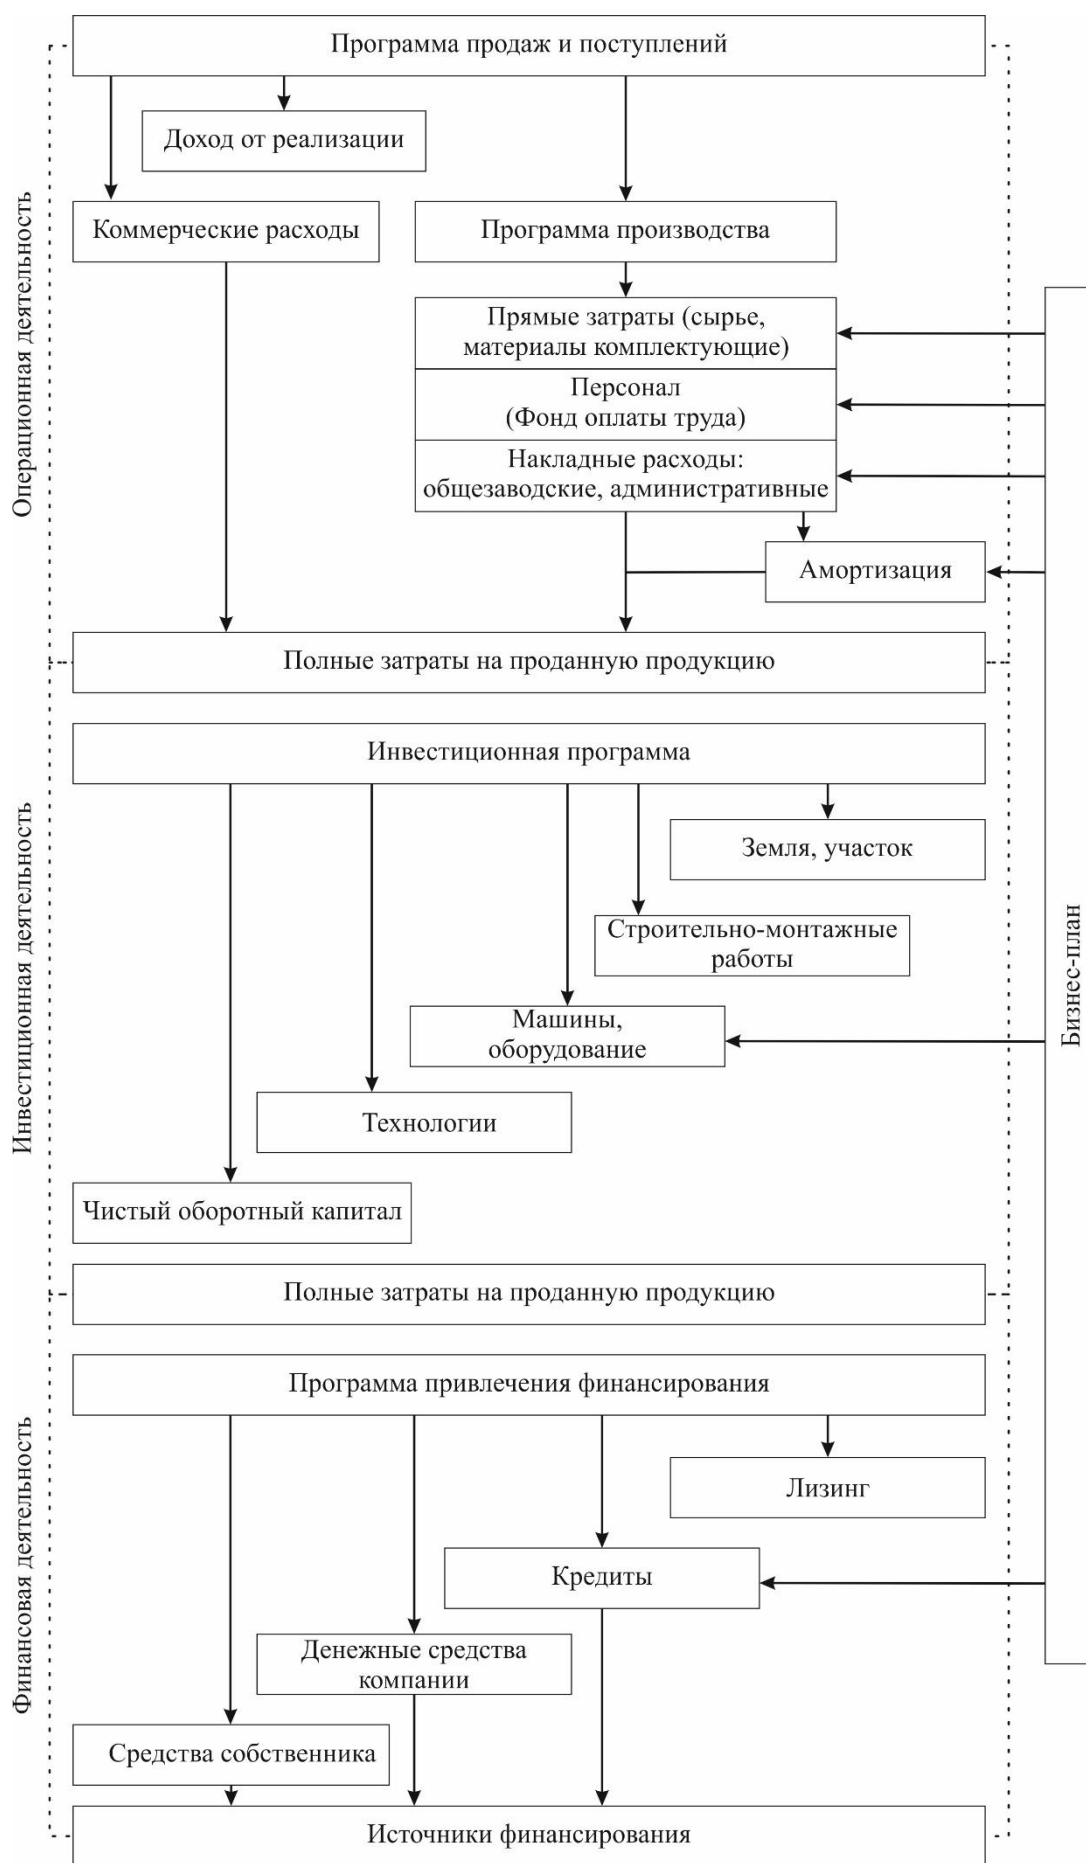 Программа продаж и поступлений
Доход от реализации
Коммерческие расходы
Программа производства
Прямые затраты (сырье,
материалы комплектующие)
Персонал
(Фонд оплаты труда)
Накладные расходы:
общезаводские, административные
Амортизация
Полные затраты на проданную продукцию
Операционная деятельность
Инвестиционная программа
Земля, участок
Строительно-монтажные
работы
Машины,
оборудование
Технологии
Чистый оборотный капитал
Полные затраты на проданную продукцию
Инвестиционная деятельность
Программа привлечения финансирования
Лизинг
Кредиты
Денежные средства
компании
Средства собственника
Источники финансирования
Финансовая деятельность
Бизнес-план